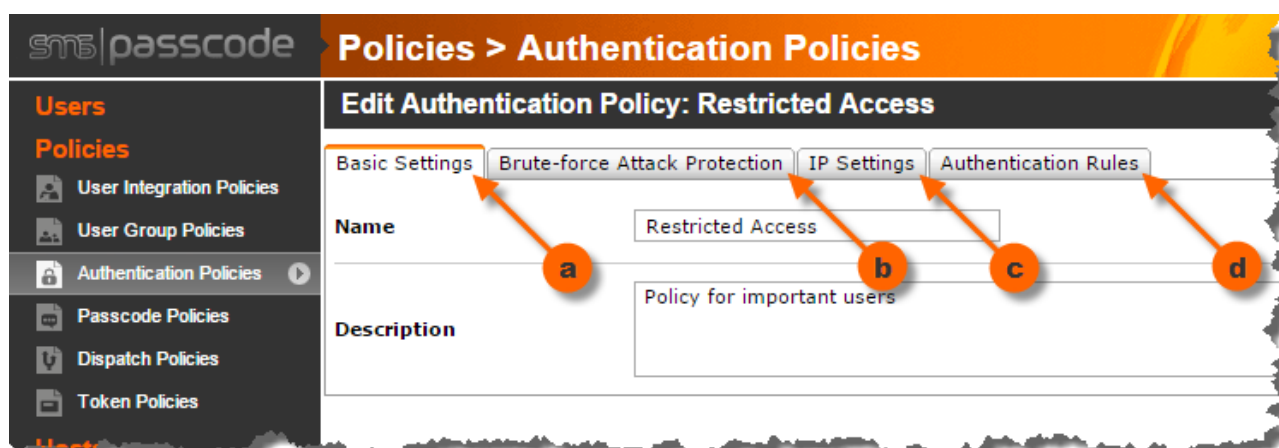 sms|passcode
Policies > Authentication Policies
Users
Policies
User Integration Policies
User Group Policies
Authentication Policies
Passcode Policies
Dispatch Policies
Token Policies
Edit Authentication Policy: Restricted Access
Basic Settings
Brute-force Attack Protection
IP Settings
Authentication Rules
Name
Restricted Access
a
b
c
d
Description
Policy for important users